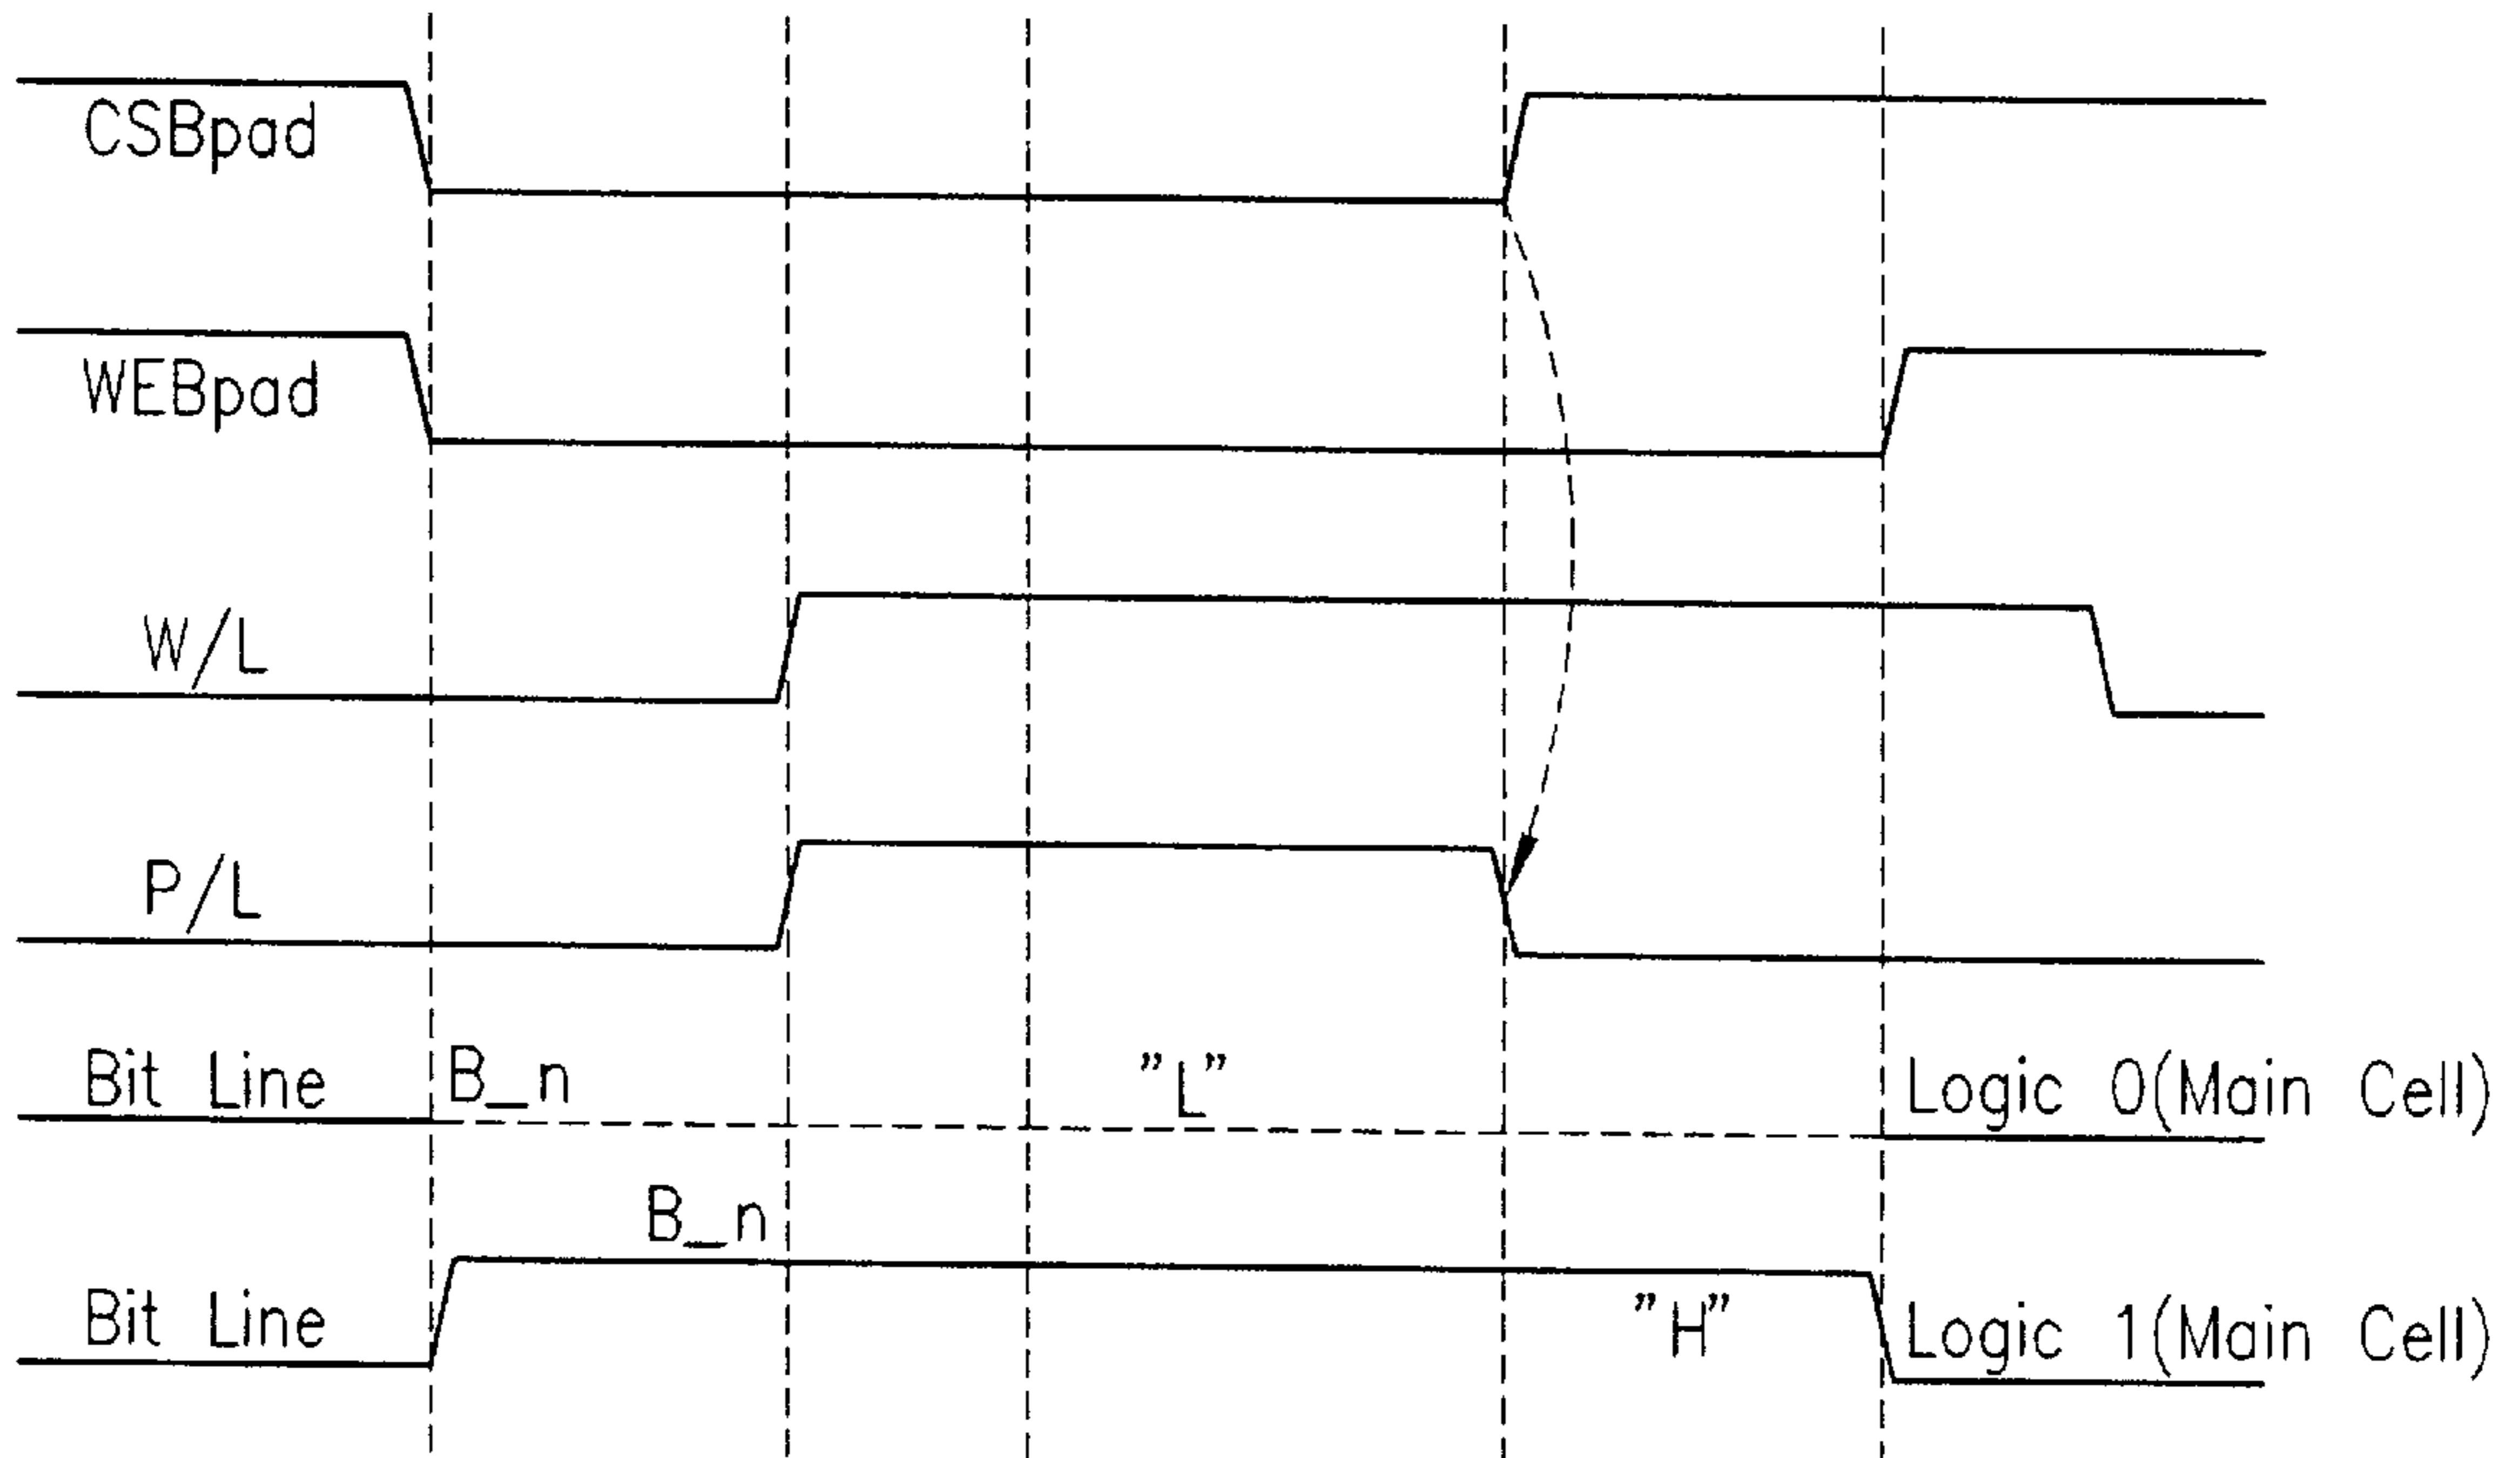 CSBpad
WEBpad
W/L
P/L
Bit Line B_n "L" Logic 0(Main Cell)
B_n
Bit Line "H" Logic 1(Main Cell)